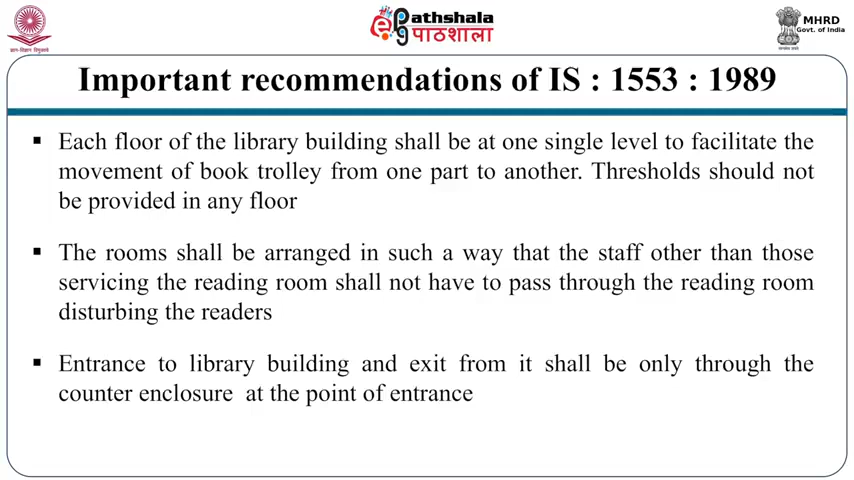 ePathshala
पाठशाला
MHRD
Govt. of India
Important recommendations of IS : 1553 : 1989
▪ Each floor of the library building shall be at one single level to facilitate the
movement of book trolley from one part to another. Thresholds should not
be provided in any floor
▪ The rooms shall be arranged in such a way that the staff other than those
servicing the reading room shall not have to pass through the reading room
disturbing the readers
▪ Entrance to library building and exit from it shall be only through the
counter enclosure at the point of entrance